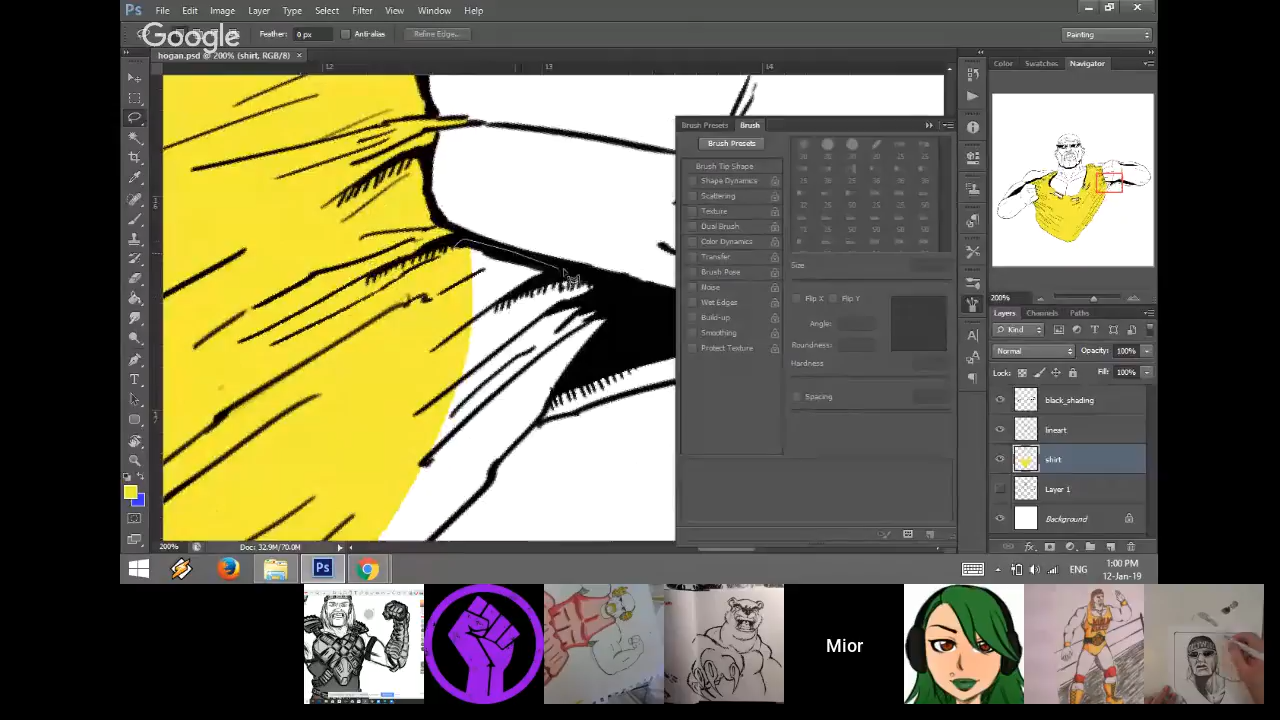 Ps File Edit Image Layer Type Select Filter View Window Help
Google
Feather: 0 px Anti-alias Refine Edge... Painting
hogan.psd @ 200% (shirt, RGB/8) ×
12 13 14
Color Swatches Navigator
Brush Presets Brush
Brush Presets
Brush Tip Shape
Shape Dynamics
Scattering
Texture
Dual Brush
Color Dynamics
Transfer
Brush Pose
Noise
Wet Edges
Build-up
Smoothing
Protect Texture
Size
Flip X Flip Y
Angle:
Roundness:
Hardness
Spacing
200%
Layers Channels Paths
Kind
Normal Opacity: 100%
Locks: Fill: 100%
black_shading
lineart
shirt
Layer 1
Background
200% Doc: 32.9M/70.0M
Ps
ENG
1:00 PM
12-Jan-19
Mior